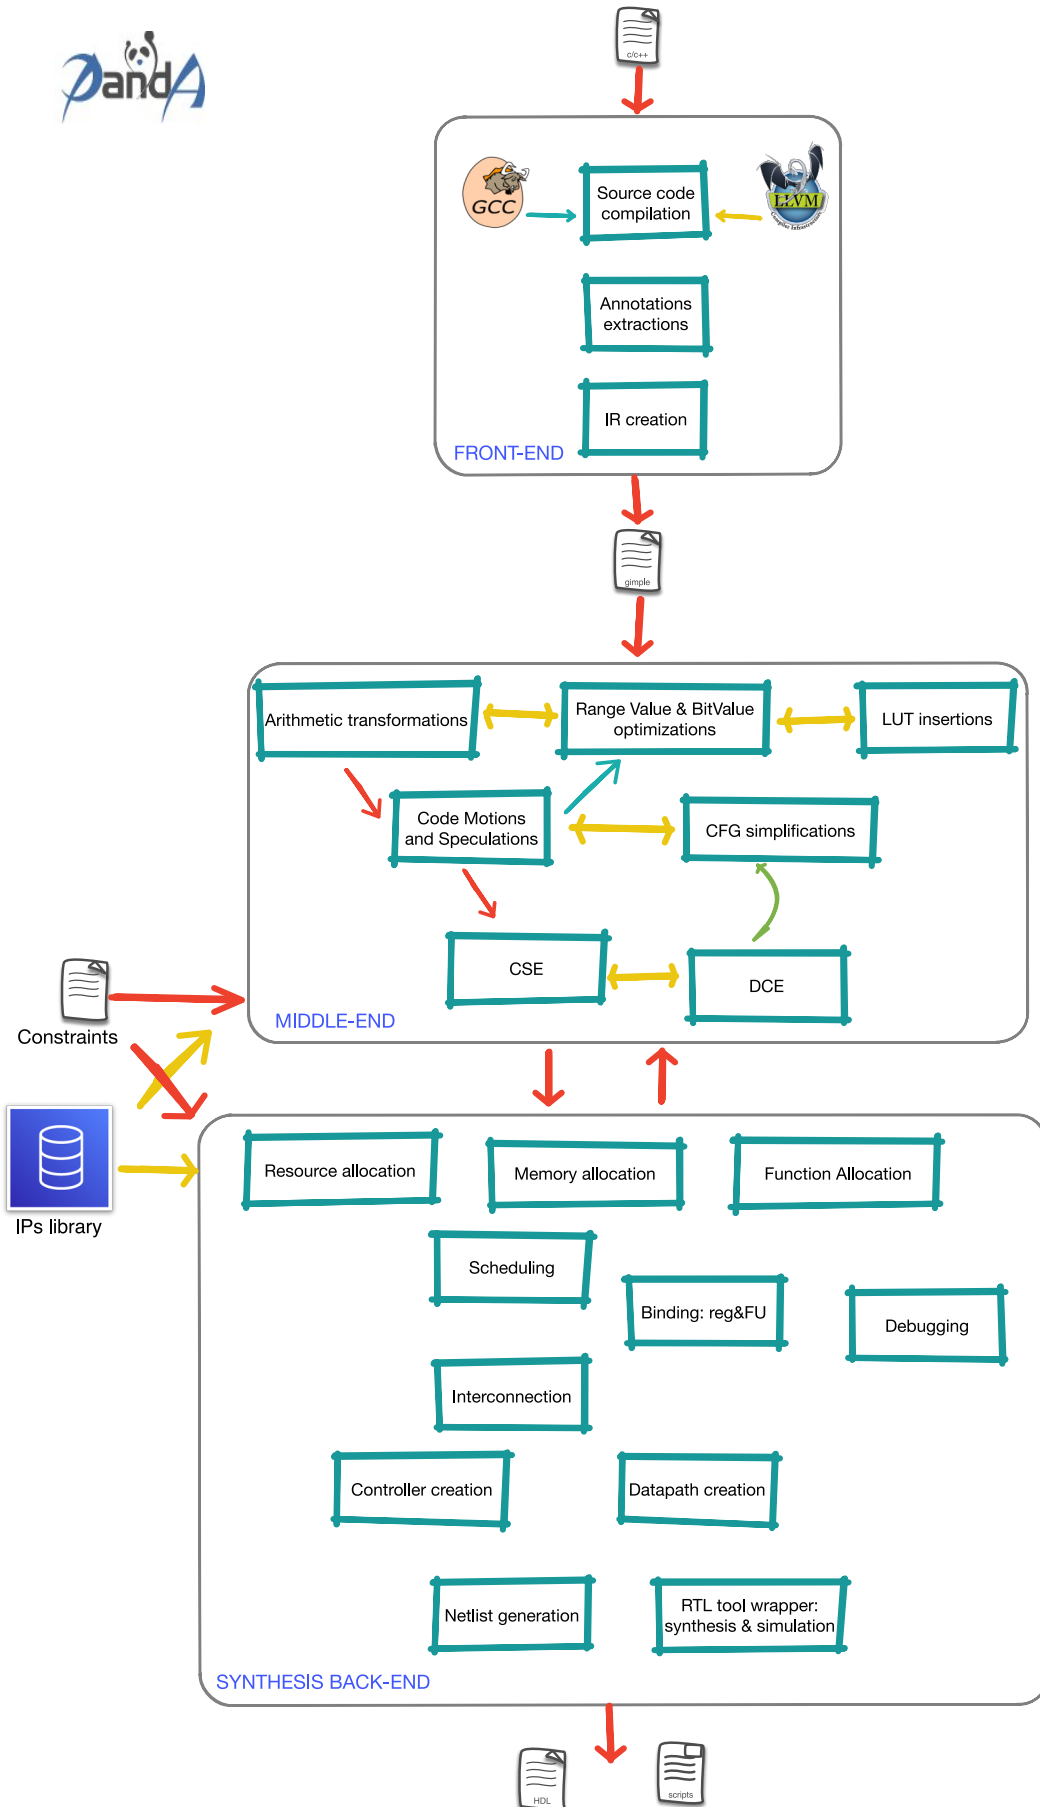 PandA
c/c++
GCC
LLVM
Compiler Infrastructure
Source code
compilation
Annotations
extractions
IR creation
FRONT-END
gimple
Arithmetic transformations
Range Value & BitValue
optimizations
LUT insertions
Code Motions
and Speculations
CFG simplifications
CSE
DCE
MIDDLE-END
Constraints
IPs library
Resource allocation
Memory allocation
Function Allocation
Scheduling
Binding: reg&FU
Debugging
Interconnection
Controller creation
Datapath creation
Netlist generation
RTL tool wrapper:
synthesis & simulation
SYNTHESIS BACK-END
HDL
scripts